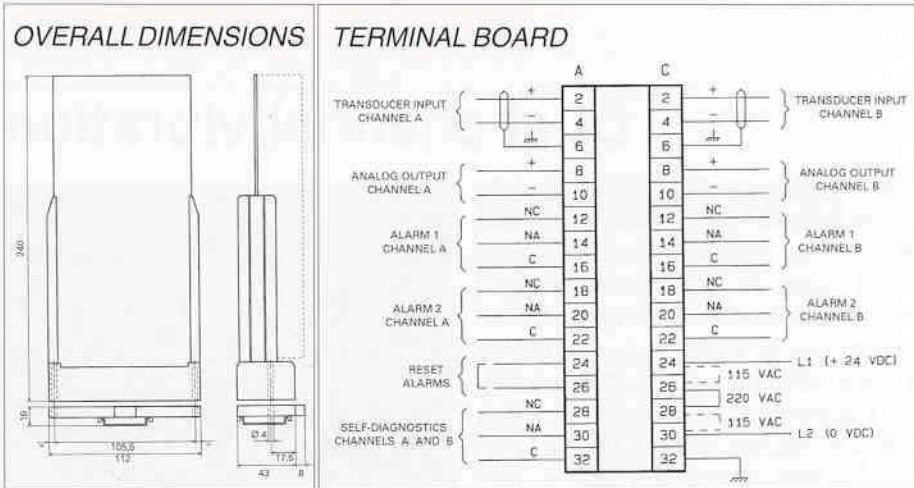 OVERALL DIMENSIONS
240
19
105,5
112
Ø 4
17,5
43
8
TERMINAL BOARD
A
C
TRANSDUCER INPUT
CHANNEL A
+
−
2
4
6
ANALOG OUTPUT
CHANNEL A
+
−
8
10
ALARM 1
CHANNEL A
NC
NA
C
12
14
16
ALARM 2
CHANNEL A
NC
NA
C
18
20
22
RESET
ALARMS
24
26
SELF-DIAGNOSTICS
CHANNELS A AND B
NC
NA
C
28
30
32
2
4
6
+
−
TRANSDUCER INPUT
CHANNEL B
8
10
+
−
ANALOG OUTPUT
CHANNEL B
12
14
16
NC
NA
C
ALARM 1
CHANNEL B
18
20
22
NC
NA
C
ALARM 2
CHANNEL B
24
L1 (+ 24 VDC)
115 VAC
26
220 VAC
28
115 VAC
30
L2 (0 VDC)
32